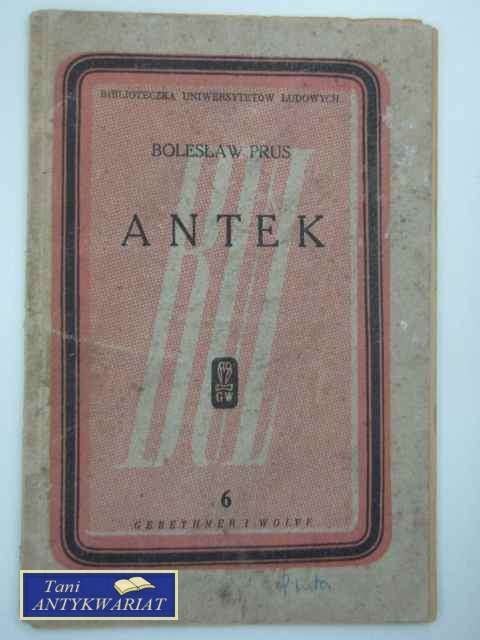 BIBLIOTECZKA UNIWERSYTETÓW LUDOWYCH
BOLESŁAW PRUS
ANTEK
BUL
GW
6
GEBETHNER I WOLFF
Tani
ANTYKWARIAT